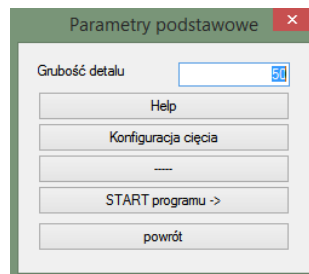 Parametry podstawowe
Grubość detalu 50
Help
Konfiguracja cięcia
-----
START programu ->
powrót